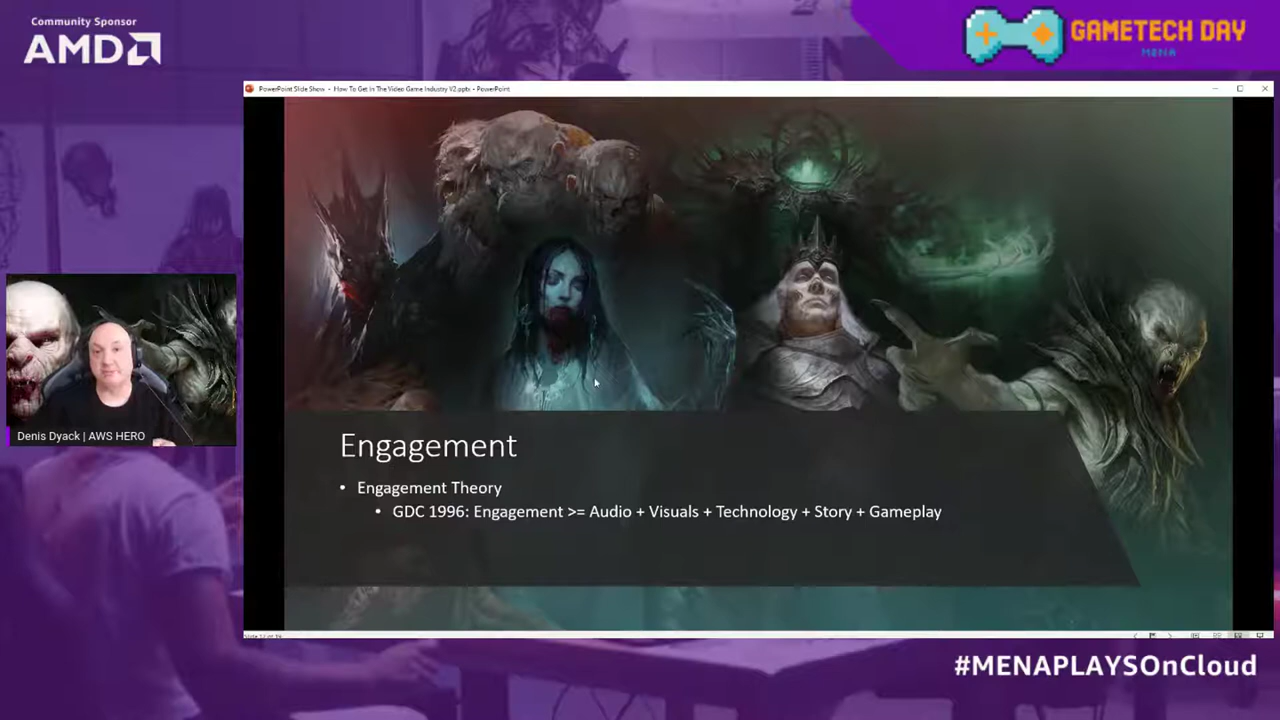 Community Sponsor
AMD
GAMETECH DAY
MENA
PowerPoint Slide Show - How To Get In The Video Game Industry V2.pptx - PowerPoint
Denis Dyack | AWS HERO
Engagement
• Engagement Theory
• GDC 1996: Engagement >= Audio + Visuals + Technology + Story + Gameplay
#MENAPLAYSOnCloud